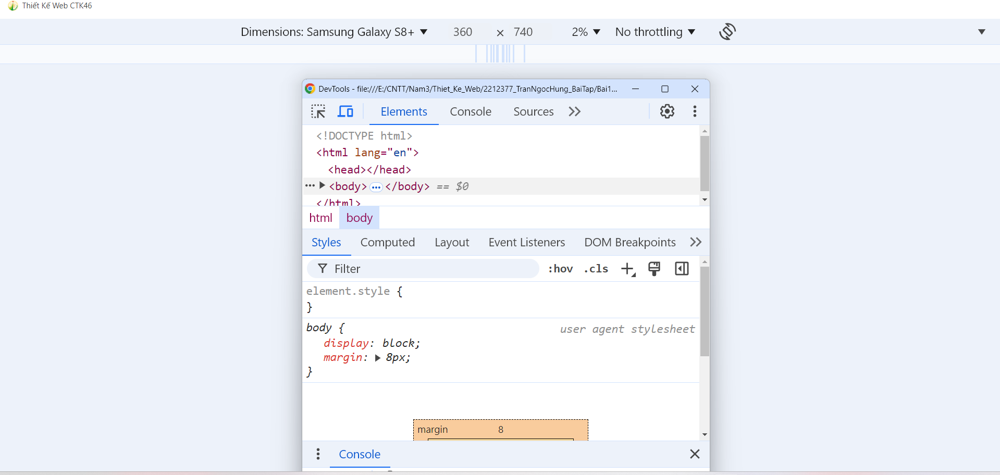 Thiết Kế Web CTK46
Dimensions: Samsung Galaxy S8+ 360 × 740 2% No throttling
DevTools - file:///E:/CNTT/Nam3/Thiet_Ke_Web/2212377_TranNgocHung_BaiTap/Bai1...
Elements Console Sources
<!DOCTYPE html>
<html lang="en">
<head></head>
<body>…</body> == $0
</html>
html body
Styles Computed Layout Event Listeners DOM Breakpoints
Filter :hov .cls
element.style {
}
body { user agent stylesheet
display: block;
margin: 8px;
}
margin 8
Console